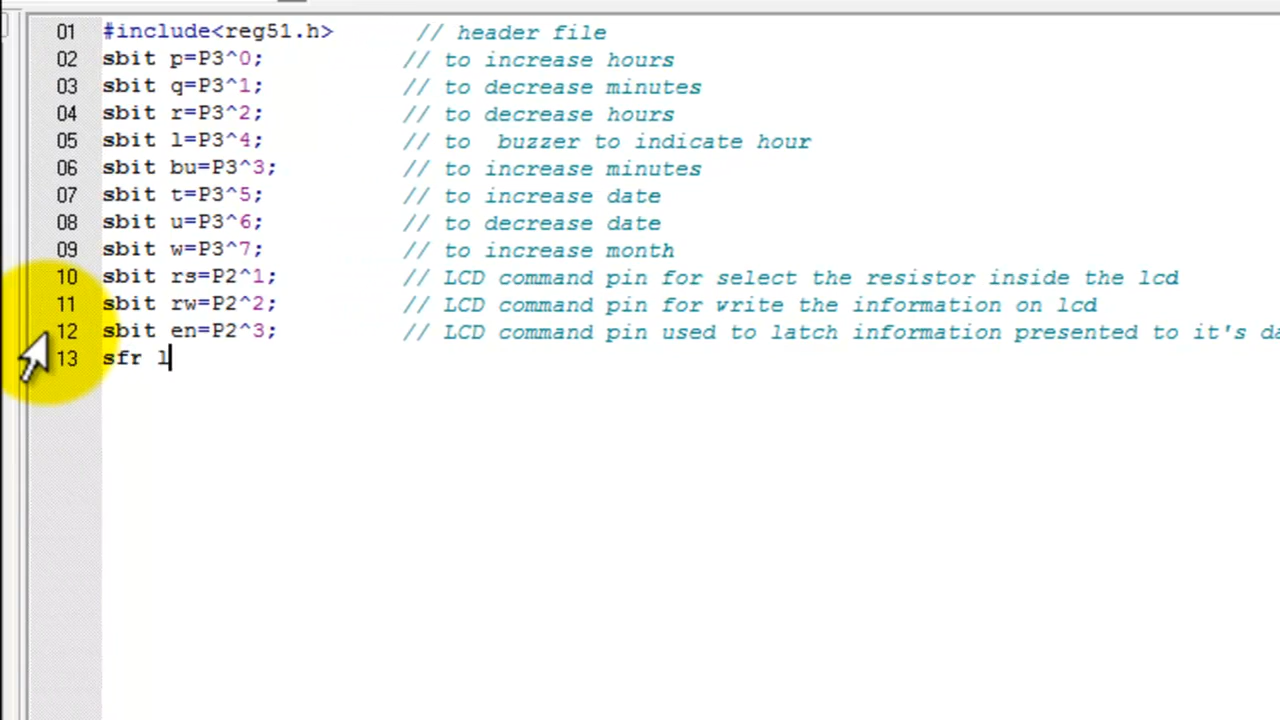 01 #include<reg51.h> // header file
02 sbit p=P3^0; // to increase hours
03 sbit q=P3^1; // to decrease minutes
04 sbit r=P3^2; // to decrease hours
05 sbit l=P3^4; // to  buzzer to indicate hour
06 sbit bu=P3^3; // to increase minutes
07 sbit t=P3^5; // to increase date
08 sbit u=P3^6; // to decrease date
09 sbit w=P3^7; // to increase month
10 sbit rs=P2^1; // LCD command pin for select the resistor inside the lcd
11 sbit rw=P2^2; // LCD command pin for write the information on lcd
12 sbit en=P2^3; // LCD command pin used to latch information presented to it's
13 sfr l